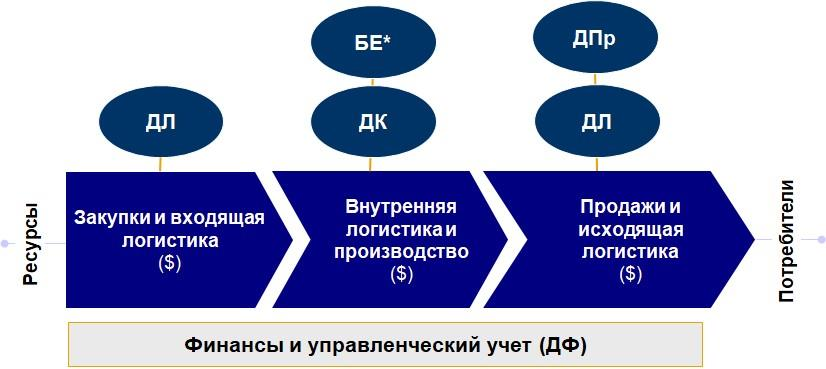 БЕ*
ДПр
ДЛ
ДК
ДЛ
Ресурсы
Закупки и входящая
логистика
($)
Внутренняя
логистика и
производство
($)
Продажи и
исходящая
логистика
($)
Потребители
Финансы и управленческий учет (ДФ)